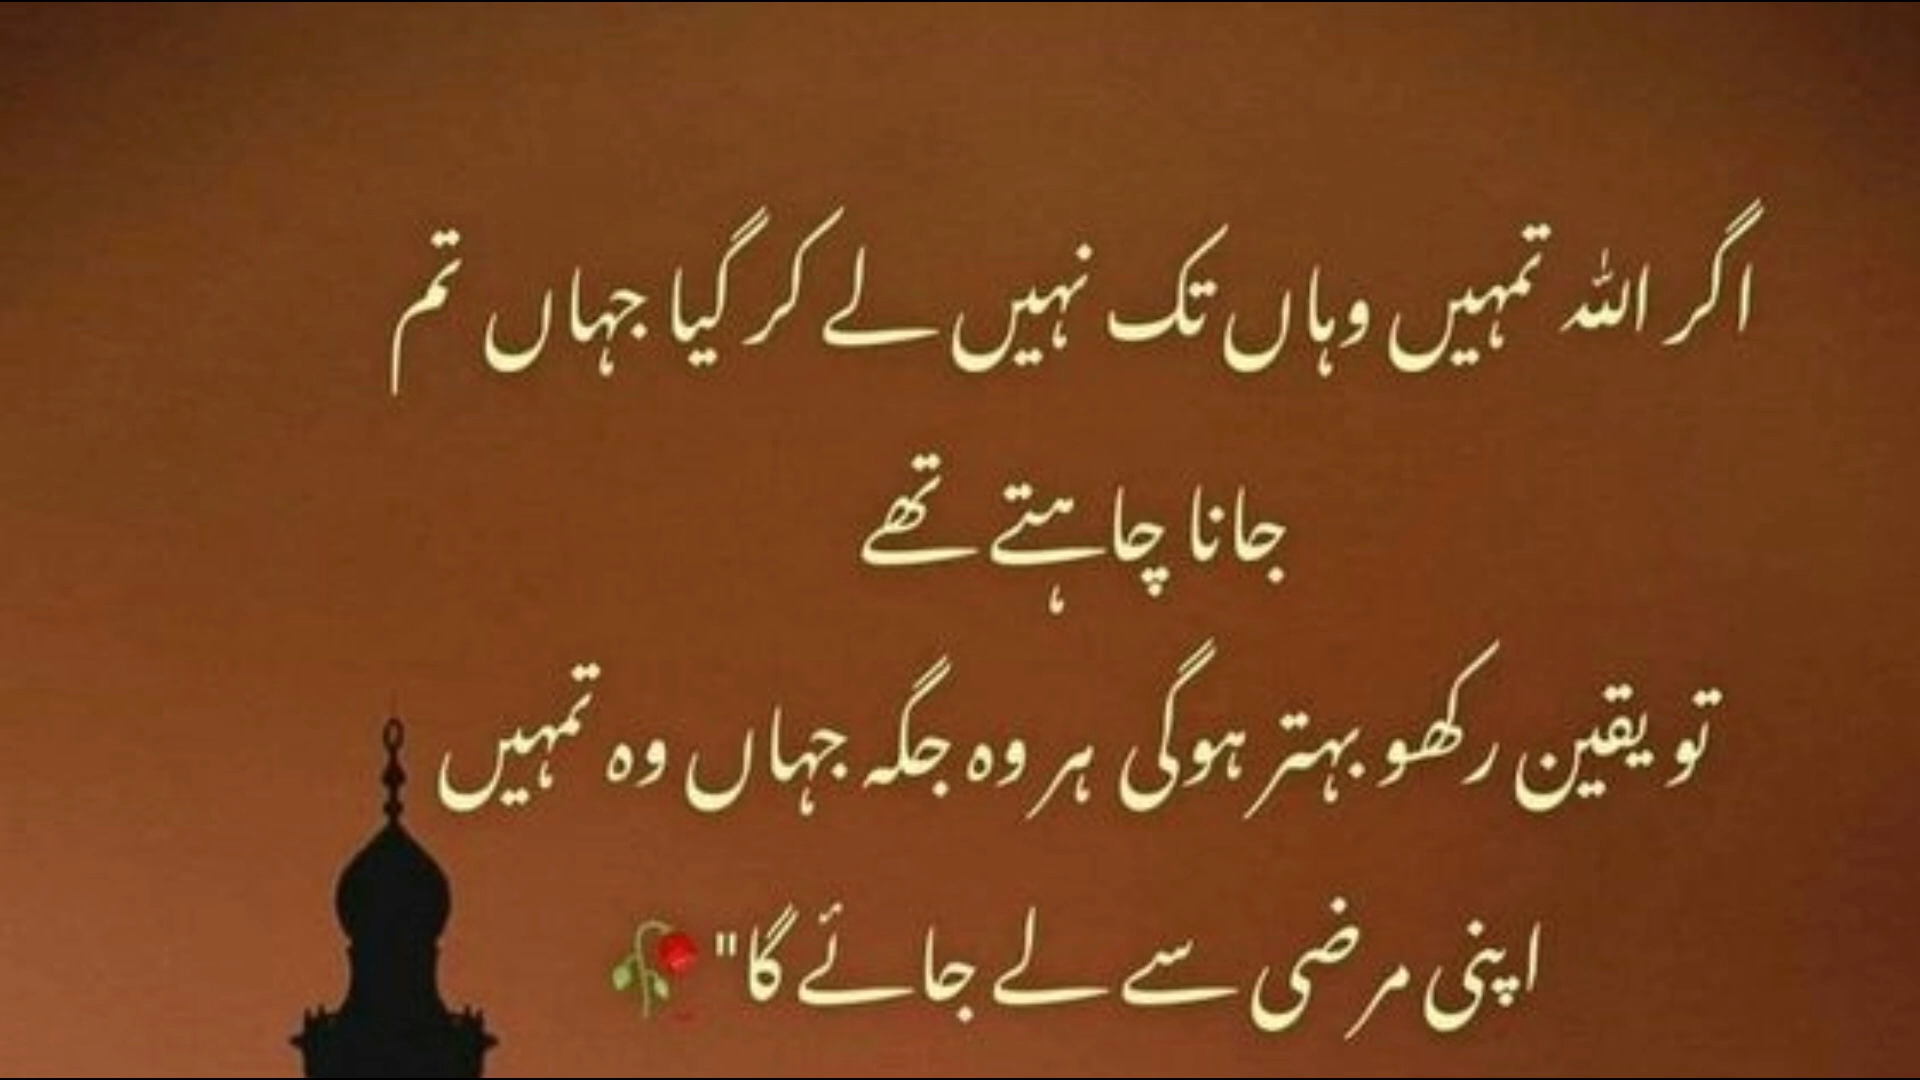 اگر اللہ تمہیں وہاں تک نہیں لے کر گیا جہاں تم
جانا چاہتے تھے
تو یقین رکھو بہتر ہوگی ہر وہ جگہ جہاں وہ تمہیں
اپنی مرضی سے لے جائے گا"